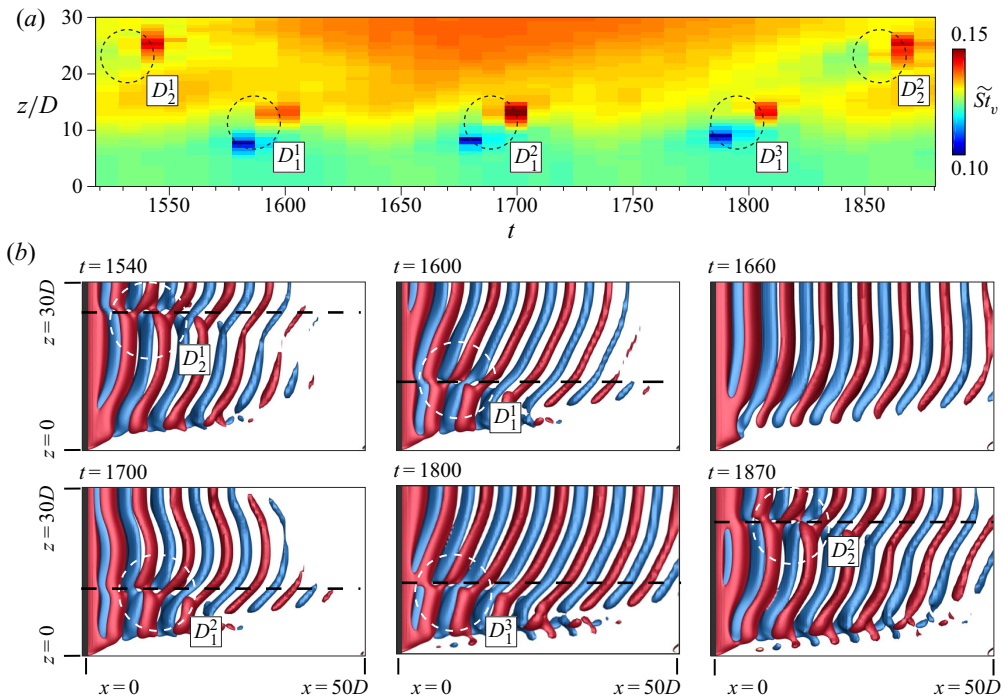 (a)
30
20
z/D
10
0
D₂¹
D₁¹
D₁²
D₁³
D₂²
0.15
S̃t_v
0.10
1550 1600 1650 1700 1750 1800 1850
t
(b)
t = 1540 t = 1600 t = 1660
z = 30D
z = 0
D₂¹
D₁¹
t = 1700 t = 1800 t = 1870
z = 30D
z = 0
D₁²
D₁³
D₂²
x = 0 x = 50D x = 0 x = 50D x = 0 x = 50D